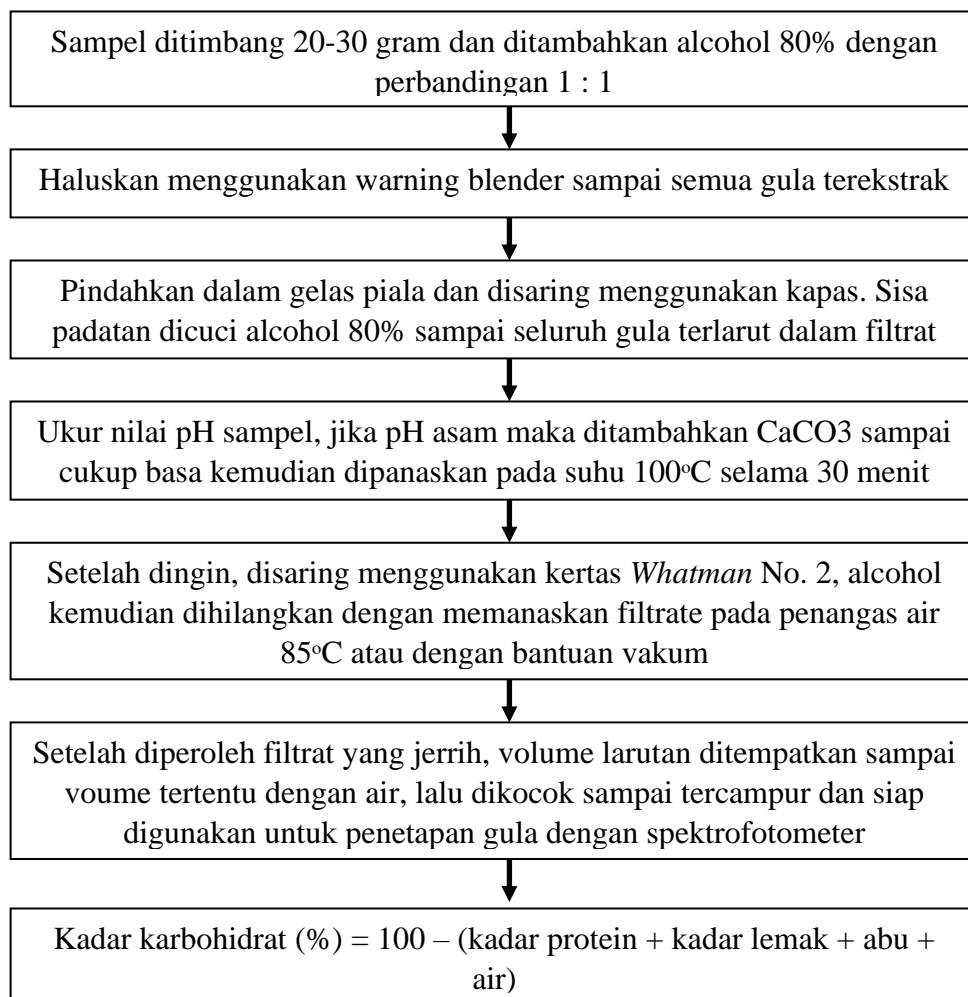 Sampel ditimbang 20-30 gram dan ditambahkan alcohol 80% dengan
perbandingan 1 : 1
Haluskan menggunakan warning blender sampai semua gula terekstrak
Pindahkan dalam gelas piala dan disaring menggunakan kapas. Sisa
padatan dicuci alcohol 80% sampai seluruh gula terlarut dalam filtrat
Ukur nilai pH sampel, jika pH asam maka ditambahkan CaCO3 sampai
cukup basa kemudian dipanaskan pada suhu 100°C selama 30 menit
Setelah dingin, disaring menggunakan kertas Whatman No. 2, alcohol
kemudian dihilangkan dengan memanaskan filtrate pada penangas air
85°C atau dengan bantuan vakum
Setelah diperoleh filtrat yang jerrih, volume larutan ditempatkan sampai
voume tertentu dengan air, lalu dikocok sampai tercampur dan siap
digunakan untuk penetapan gula dengan spektrofotometer
Kadar karbohidrat (%) = 100 – (kadar protein + kadar lemak + abu +
air)